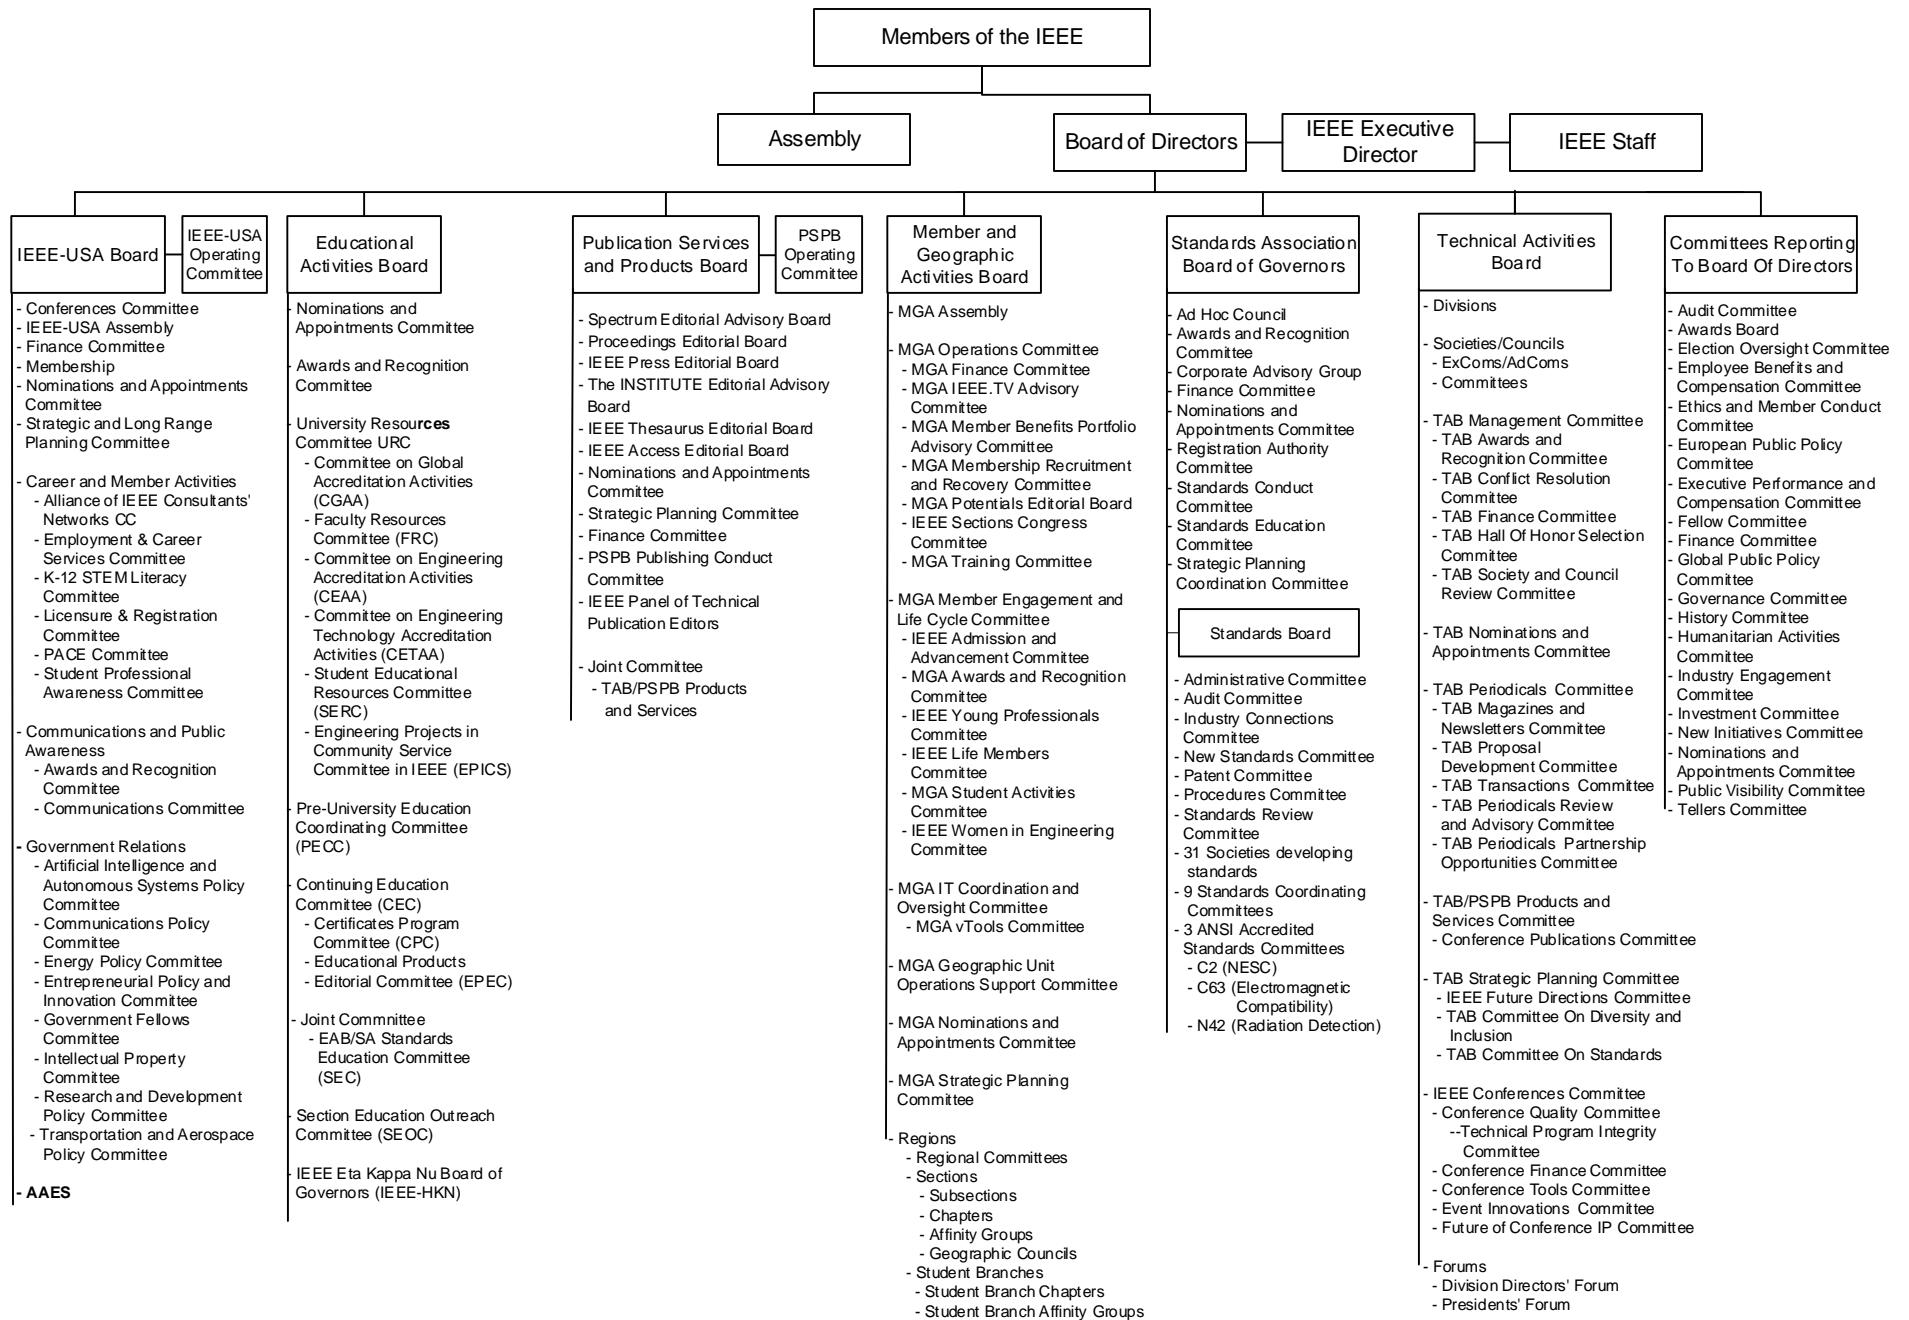 Members of the IEEE
Assembly
Board of Directors
IEEE Executive
Director
IEEE Staff
IEEE-USA Board
IEEE-USA
Operating
Committee
- Conferences Committee
- IEEE-USA Assembly
- Finance Committee
- Membership
- Nominations and Appointments
Committee
- Strategic and Long Range
Planning Committee
- Career and Member Activities
- Alliance of IEEE Consultants'
Networks CC
- Employment & Career
Services Committee
- K-12 STEM Literacy
Committee
- Licensure & Registration
Committee
- PACE Committee
- Student Professional
Awareness Committee
- Communications and Public
Awareness
- Awards and Recognition
Committee
- Communications Committee
- Government Relations
- Artificial Intelligence and
Autonomous Systems Policy
Committee
- Communications Policy
Committee
- Energy Policy Committee
- Entrepreneurial Policy and
Innovation Committee
- Government Fellows
Committee
- Intellectual Property
Committee
- Research and Development
Policy Committee
- Transportation and Aerospace
Policy Committee
- AAES
Educational
Activities Board
- Nominations and
Appointments Committee
- Awards and Recognition
Committee
- University Resources
Committee URC
- Committee on Global
Accreditation Activities
(CGAA)
- Faculty Resources
Committee (FRC)
- Committee on Engineering
Accreditation Activities
(CEAA)
- Committee on Engineering
Technology Accreditation
Activities (CETAA)
- Student Educational
Resources Committee
(SERC)
- Engineering Projects in
Community Service
Committee in IEEE (EPICS)
- Pre-University Education
Coordinating Committee
(PECC)
- Continuing Education
Committee (CEC)
- Certificates Program
Committee (CPC)
- Educational Products
- Editorial Committee (EPEC)
- Joint Commnittee
- EAB/SA Standards
Education Committee
(SEC)
- Section Education Outreach
Committee (SEOC)
- IEEE Eta Kappa Nu Board of
Governors (IEEE-HKN)
Publication Services
and Products Board
PSPB
Operating
Committee
- Spectrum Editorial Advisory Board
- Proceedings Editorial Board
- IEEE Press Editorial Board
- The INSTITUTE Editorial Advisory
Board
- IEEE Thesaurus Editorial Board
- IEEE Access Editorial Board
- Nominations and Appointments
Committee
- Strategic Planning Committee
- Finance Committee
- PSPB Publishing Conduct
Committee
- IEEE Panel of Technical
Publication Editors
- Joint Committee
- TAB/PSPB Products
and Services
Member and
Geographic
Activities Board
- MGA Assembly
- MGA Operations Committee
- MGA Finance Committee
- MGA IEEE.TV Advisory
Committee
- MGA Member Benefits Portfolio
Advisory Committee
- MGA Membership Recruitment
and Recovery Committee
- MGA Potentials Editorial Board
- IEEE Sections Congress
Committee
- MGA Training Committee
- MGA Member Engagement and
Life Cycle Committee
- IEEE Admission and
Advancement Committee
- MGA Awards and Recognition
Committee
- IEEE Young Professionals
Committee
- IEEE Life Members
Committee
- MGA Student Activities
Committee
- IEEE Women in Engineering
Committee
- MGA IT Coordination and
Oversight Committee
- MGA vTools Committee
- MGA Geographic Unit
Operations Support Committee
- MGA Nominations and
Appointments Committee
- MGA Strategic Planning
Committee
- Regions
- Regional Committees
- Sections
- Subsections
- Chapters
- Affinity Groups
- Geographic Councils
- Student Branches
- Student Branch Chapters
- Student Branch Affinity Groups
Standards Association
Board of Governors
- Ad Hoc Council
- Awards and Recognition
Committee
- Corporate Advisory Group
- Finance Committee
- Nominations and
Appointments Committee
- Registration Authority
Committee
- Standards Conduct
Committee
- Standards Education
Committee
- Strategic Planning
Coordination Committee
Standards Board
- Administrative Committee
- Audit Committee
- Industry Connections
Committee
- New Standards Committee
- Patent Committee
- Procedures Committee
- Standards Review
Committee
- 31 Societies developing
standards
- 9 Standards Coordinating
Committees
- 3 ANSI Accredited
Standards Committees
- C2 (NESC)
- C63 (Electromagnetic
Compatibility)
- N42 (Radiation Detection)
Technical Activities
Board
- Divisions
- Societies/Councils
- ExComs/AdComs
- Committees
- TAB Management Committee
- TAB Awards and
Recognition Committee
- TAB Conflict Resolution
Committee
- TAB Finance Committee
- TAB Hall Of Honor Selection
Committee
- TAB Society and Council
Review Committee
- TAB Nominations and
Appointments Committee
- TAB Periodicals Committee
- TAB Magazines and
Newsletters Committee
- TAB Proposal
Development Committee
- TAB Transactions Committee
- TAB Periodicals Review
and Advisory Committee
- TAB Periodicals Partnership
Opportunities Committee
- TAB/PSPB Products and
Services Committee
- Conference Publications Committee
- TAB Strategic Planning Committee
- IEEE Future Directions Committee
- TAB Committee On Diversity and
Inclusion
- TAB Committee On Standards
- IEEE Conferences Committee
- Conference Quality Committee
--Technical Program Integrity
Committee
- Conference Finance Committee
- Conference Tools Committee
- Event Innovations Committee
- Future of Conference IP Committee
- Forums
- Division Directors' Forum
- Presidents' Forum
Committees Reporting
To Board Of Directors
- Audit Committee
- Awards Board
- Election Oversight Committee
- Employee Benefits and
Compensation Committee
- Ethics and Member Conduct
Committee
- European Public Policy
Committee
- Executive Performance and
Compensation Committee
- Fellow Committee
- Finance Committee
- Global Public Policy
Committee
- Governance Committee
- History Committee
- Humanitarian Activities
Committee
- Industry Engagement
Committee
- Investment Committee
- New Initiatives Committee
- Nominations and
Appointments Committee
- Public Visibility Committee
- Tellers Committee